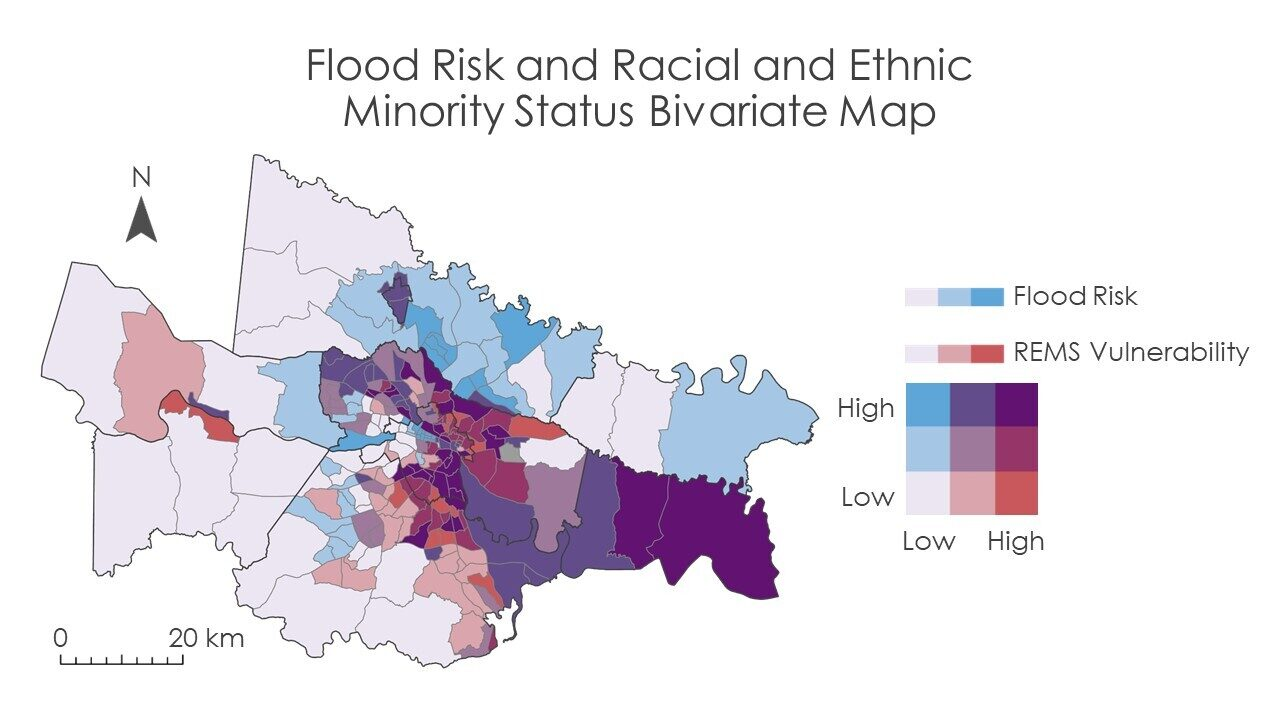 Flood Risk and Racial and Ethnic
Minority Status Bivariate Map
N
Flood Risk
REMS Vulnerability
High
Low
Low High
0 20 km